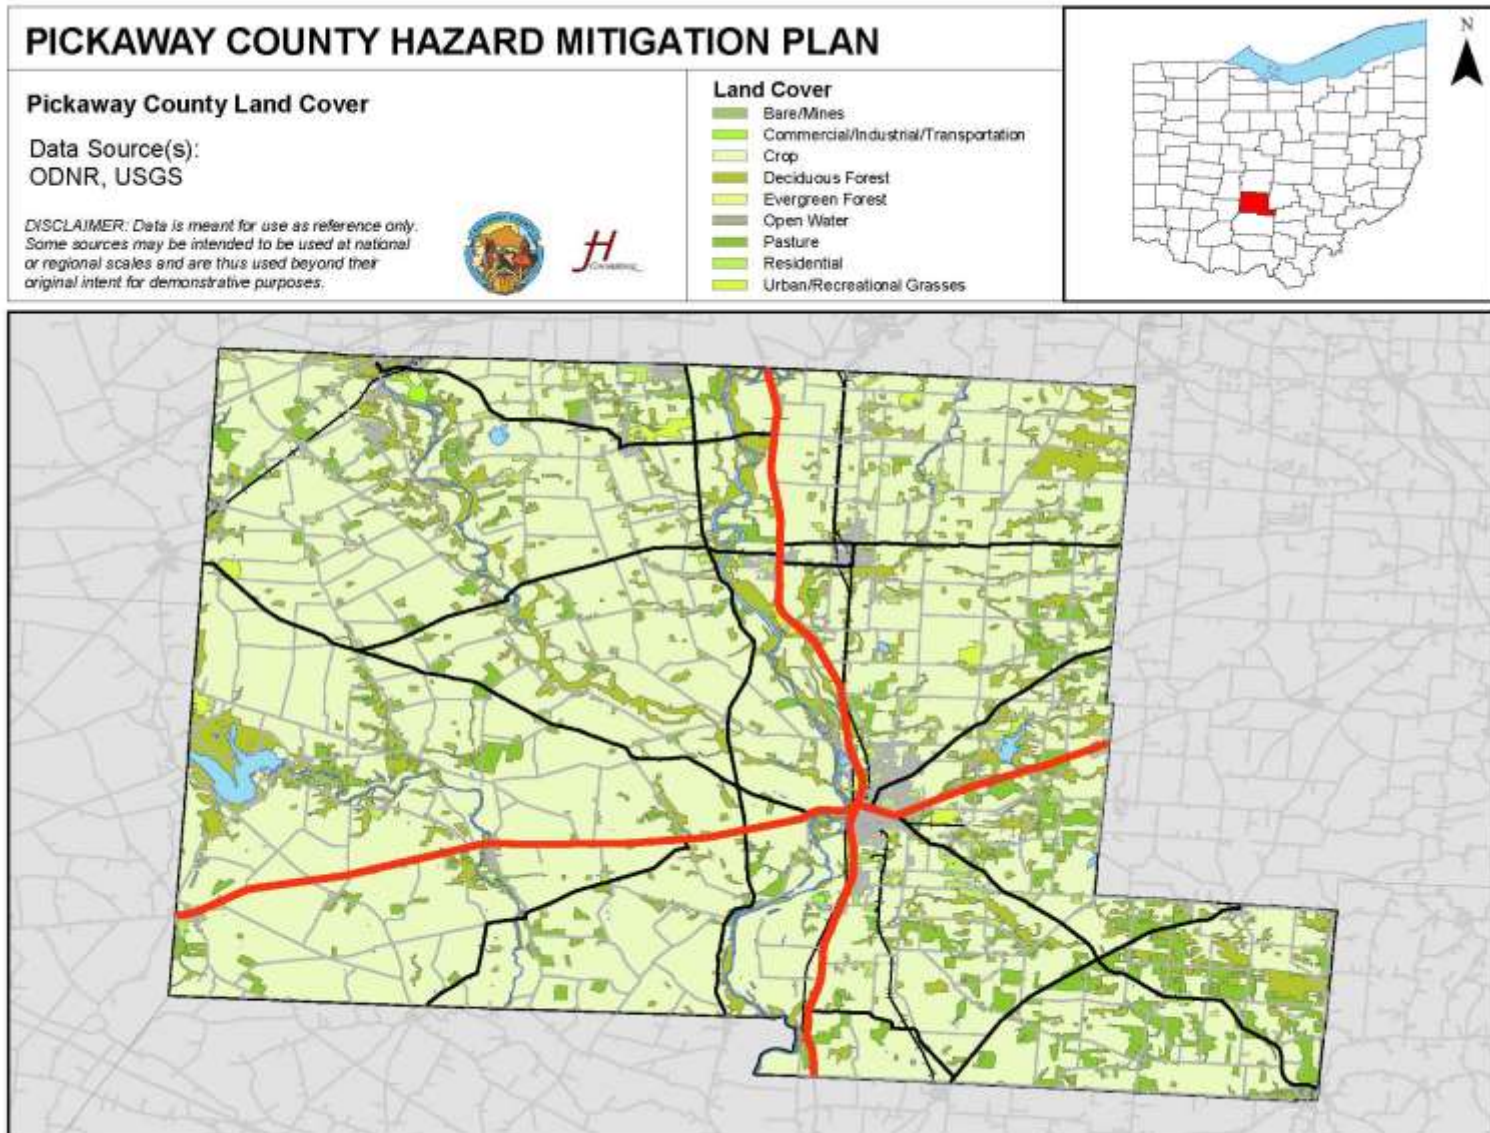 PICKAWAY COUNTY HAZARD MITIGATION PLAN
Pickaway County Land Cover
Data Source(s):
ODNR, USGS
DISCLAIMER: Data is meant for use as reference only.
Some sources may be intended to be used at national
or regional scales and are thus used beyond their
original intent for demonstrative purposes.
JH
Land Cover
Bare/Mines
Commercial/Industrial/Transportation
Crop
Deciduous Forest
Evergreen Forest
Open Water
Pasture
Residential
Urban/Recreational Grasses
N